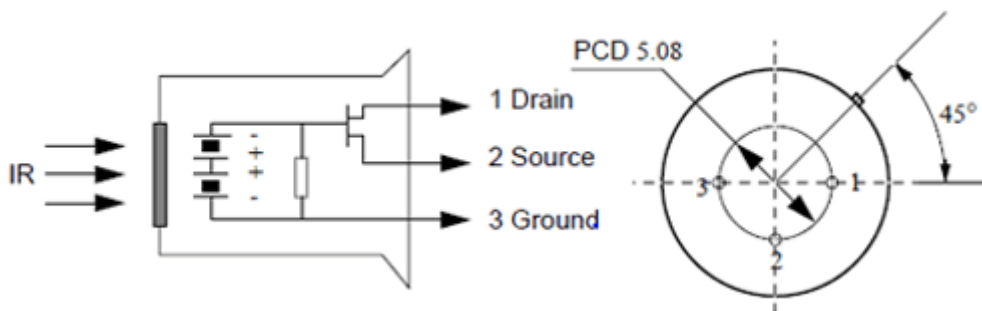 IR
-
+
+
-
1 Drain
2 Source
3 Ground
PCD 5.08
45°
3
1
2